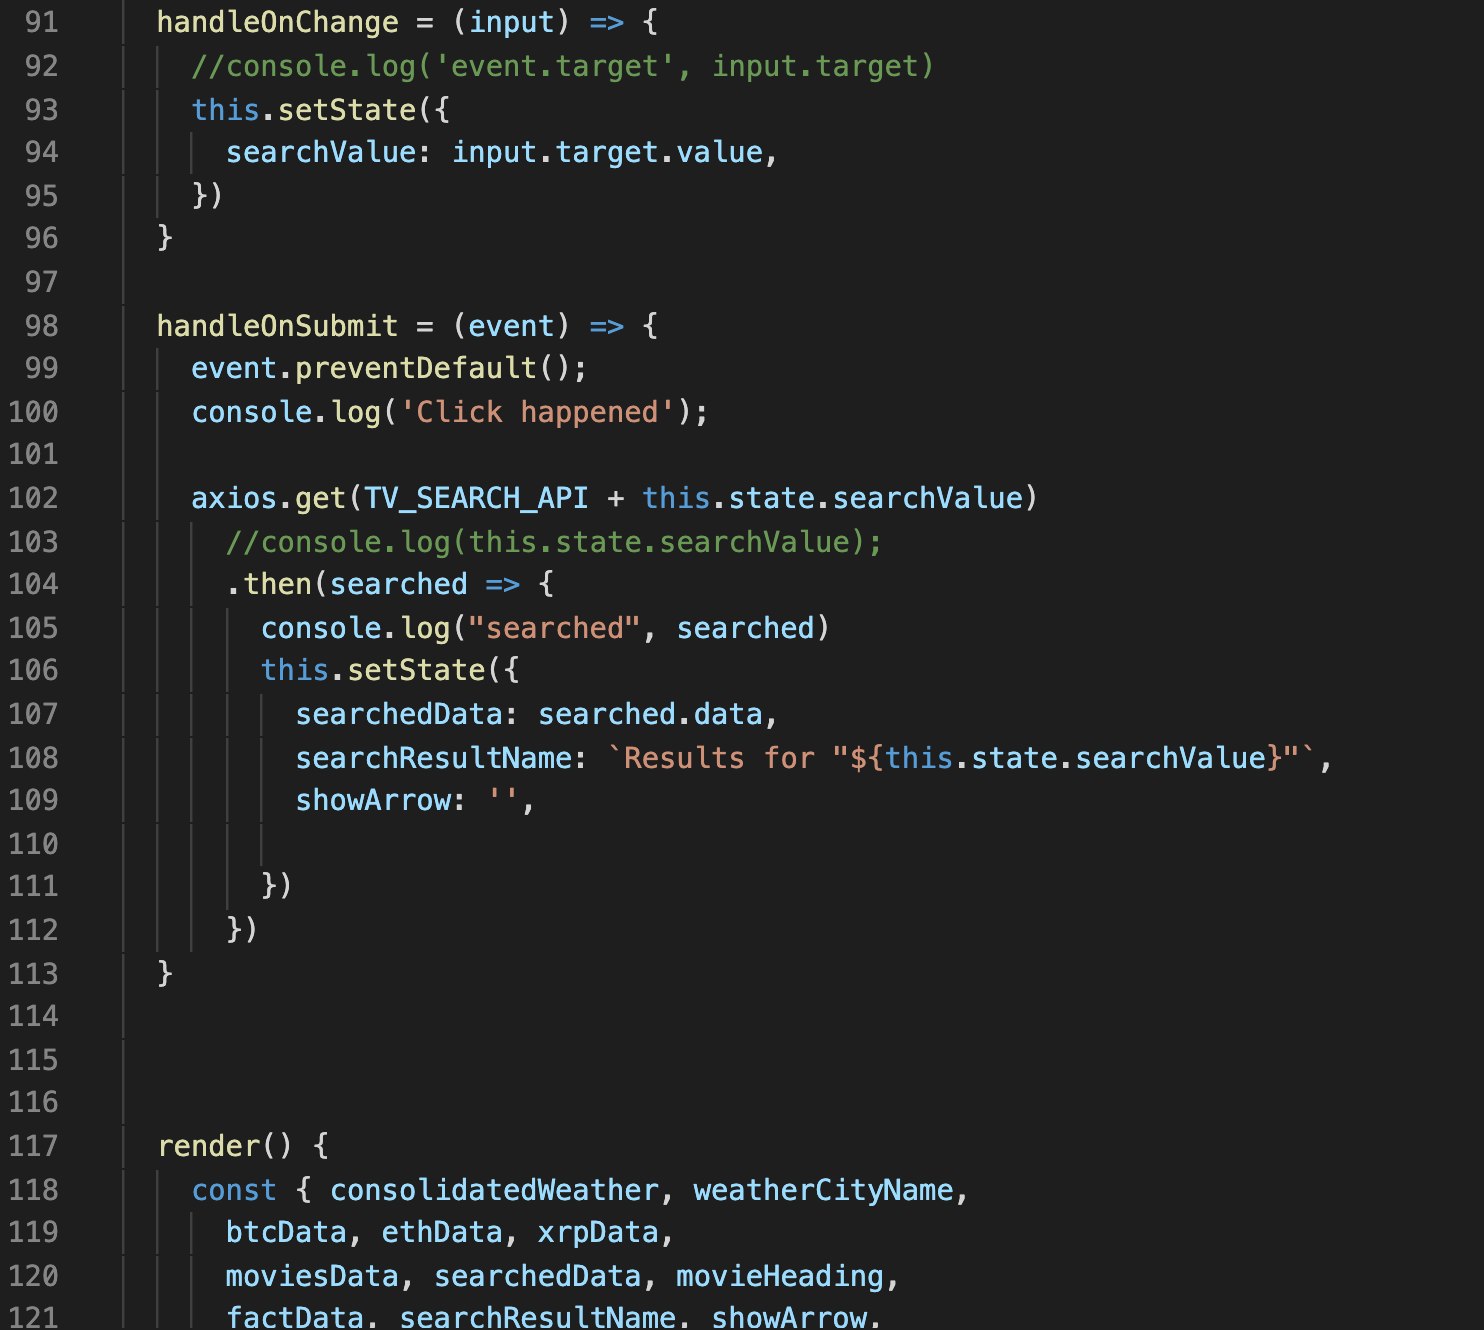 91 handleOnChange = (input) => {
92 //console.log('event.target', input.target)
93 this.setState({
94 searchValue: input.target.value,
95 })
96 }
97
98 handleOnSubmit = (event) => {
99 event.preventDefault();
100 console.log('Click happened');
101
102 axios.get(TV_SEARCH_API + this.state.searchValue)
103 //console.log(this.state.searchValue);
104 .then(searched => {
105 console.log("searched", searched)
106 this.setState({
107 searchedData: searched.data,
108 searchResultName: `Results for "${this.state.searchValue}"`,
109 showArrow: '',
110
111 })
112 })
113 }
114
115
116
117 render() {
118 const { consolidatedWeather, weatherCityName,
119 btcData, ethData, xrpData,
120 moviesData, searchedData, movieHeading,
121 factData, searchResultName, showArrow,